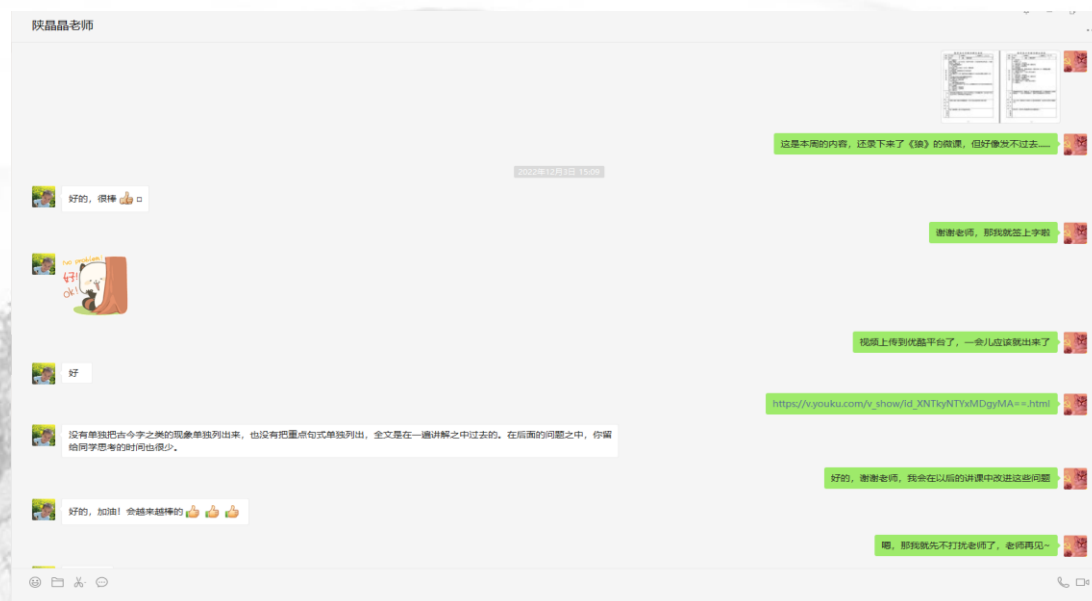 陕晶晶老师
这是本周的内容，还录下来了《狼》的微课，但好像发不过去……
2022年12月3日 15:09
好的，很棒
谢谢老师，那我就签上字啦
no problem!
好!
ok!
视频上传到优酷平台了，一会儿应该就出来了
好
https://v.youku.com/v_show/id_XNTkyNTYxMDgyMA==.html
没有单独把古今字之类的现象单独列出来，也没有把重点句式单独列出，全文是在一遍讲解之中过去的。在后面的问题之中，你留
给同学思考的时间也很少。
好的，谢谢老师，我会在以后的讲课中改进这些问题
好的，加油！会越来越棒的
嗯，那我就先不打扰老师了，老师再见~